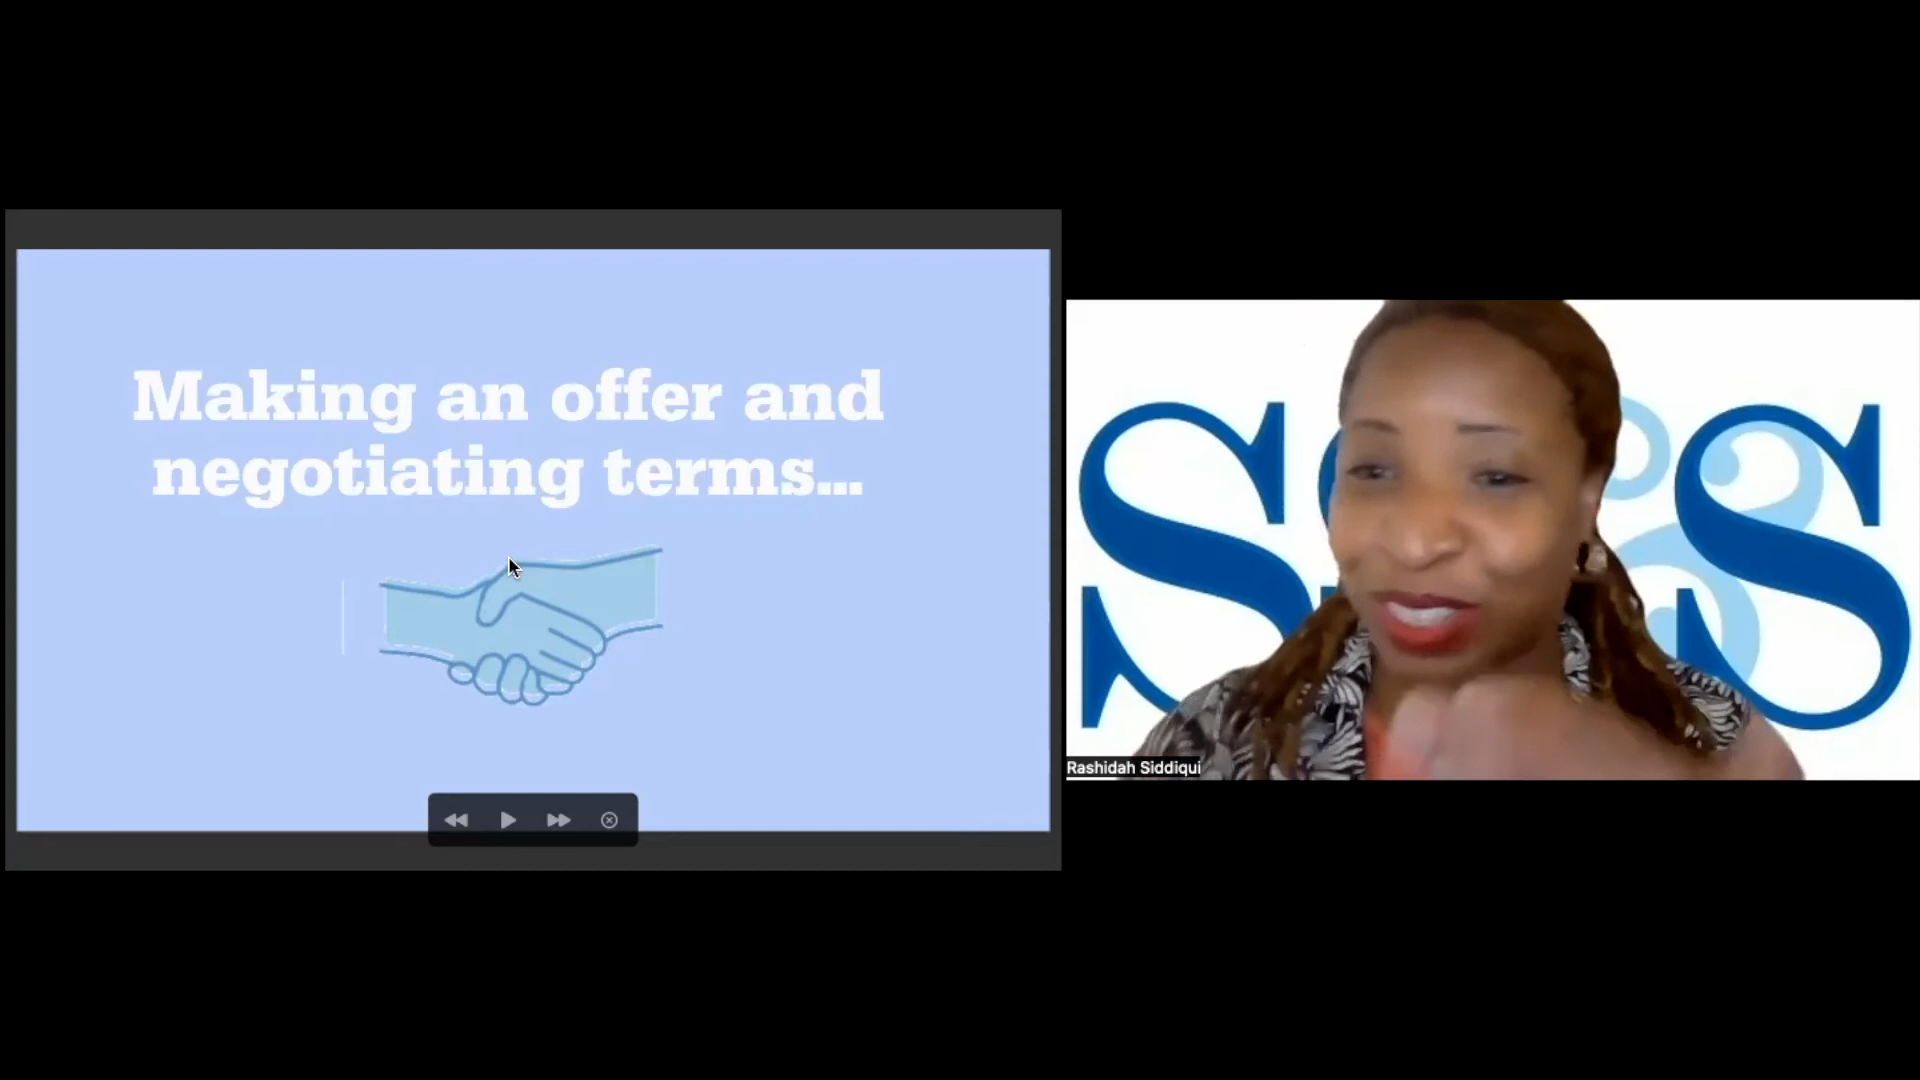 Making an offer and
negotiating terms...
S&S
Rashidah Siddiqui